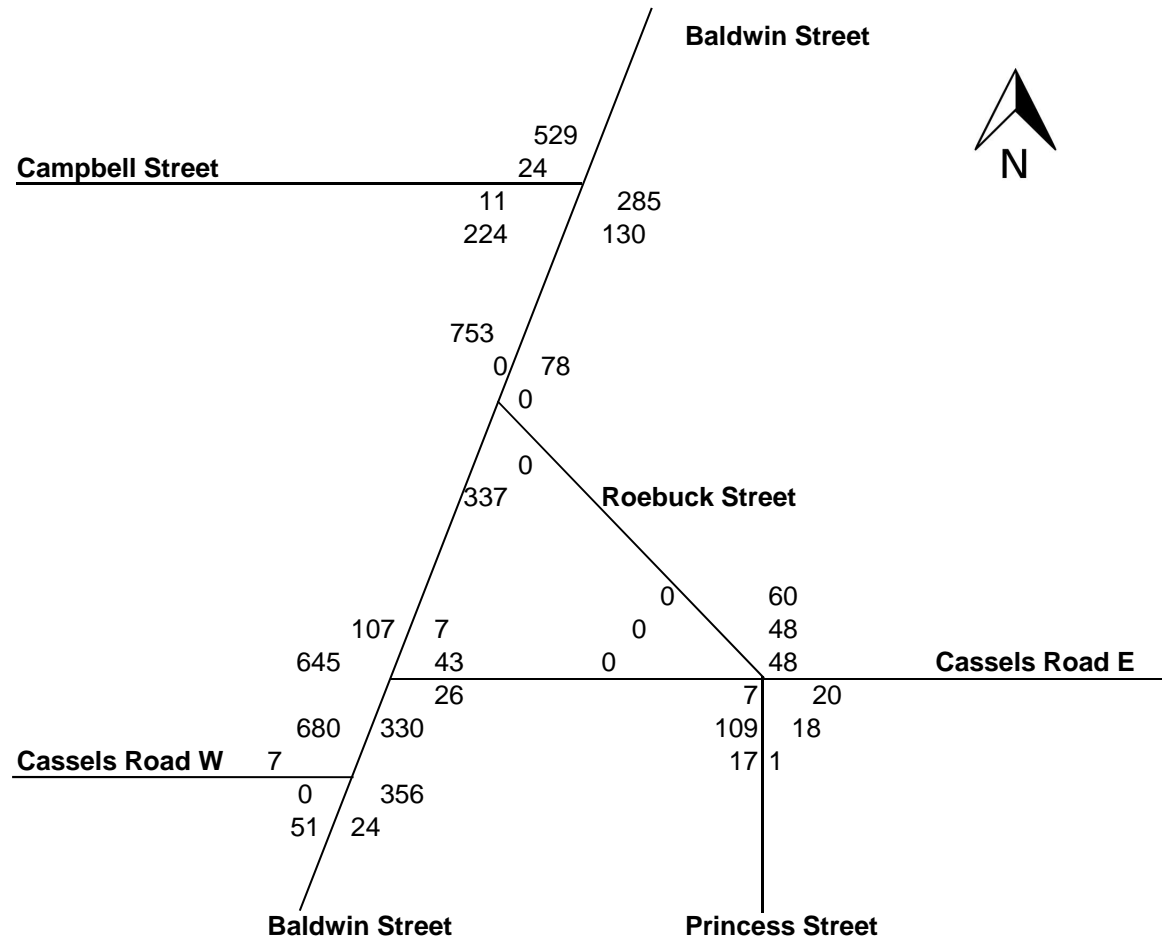 Baldwin Street
N
529
Campbell Street 24
11 285
224 130
753
0 78
0
0
337 Roebuck Street
0 60
107 7 0 48
645 43 0 48 Cassels Road E
26 7 20
680 330 109 18
Cassels Road W 7 17 1
0 356
51 24
Baldwin Street Princess Street